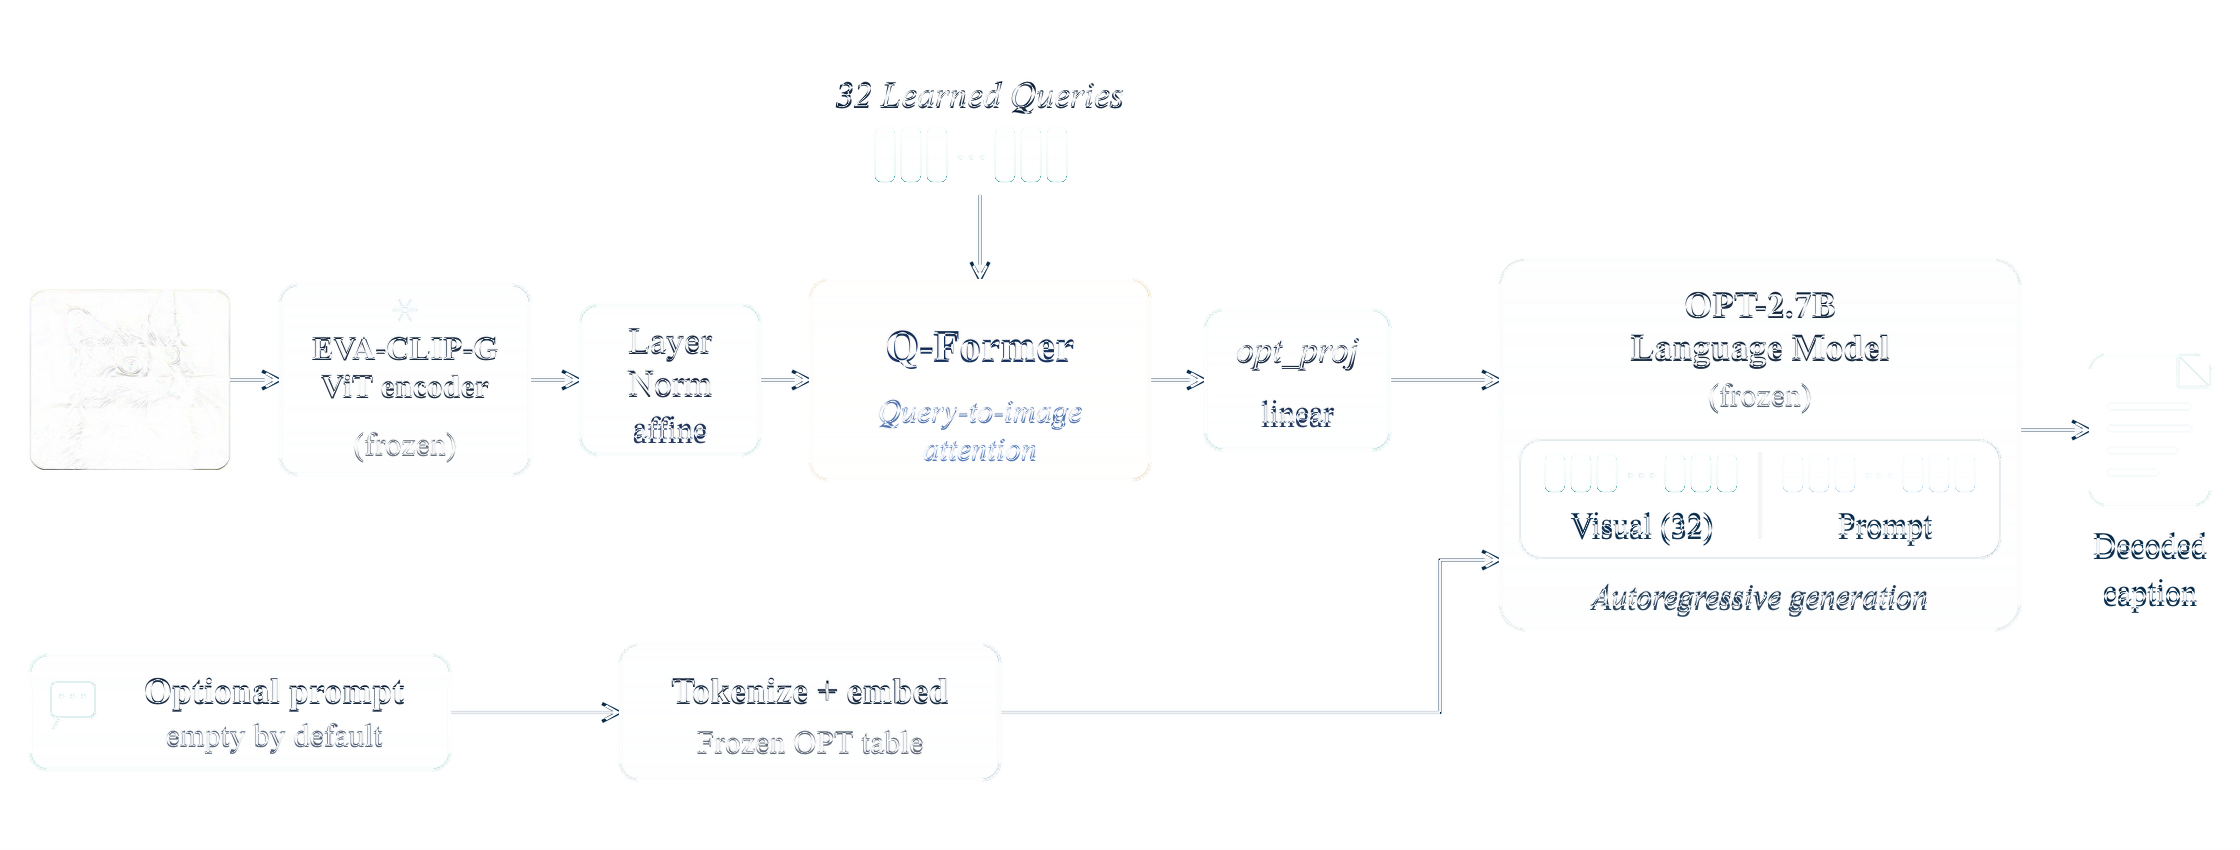 32 Learned Queries
EVA-CLIP-G
ViT encoder
(frozen)
Layer
Norm
affine
Q-Former
Query-to-image
attention
opt_proj
linear
OPT-2.7B
Language Model
(frozen)
Visual (32)
Prompt
Autoregressive generation
Decoded
caption
Optional prompt
empty by default
Tokenize + embed
Frozen OPT table